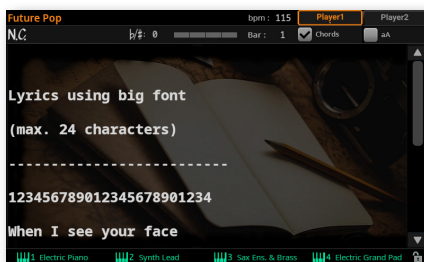 Future Pop bpm: 115 Player1 Player2
N.C. b/#: 0 Bar: 1 Chords aA
Lyrics using big font
(max. 24 characters)
--------------------------
123456789012345678901234
When I see your face
1 Electric Piano 2 Synth Lead 3 Sax Ens. & Brass 4 Electric Grand Pad